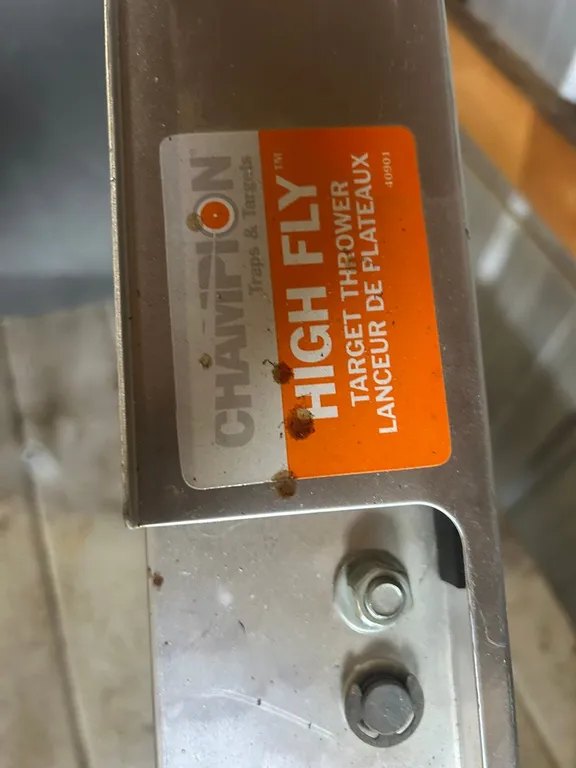 CHAMPION
Traps & Targets
HIGH FLY™
TARGET THROWER
LANCEUR DE PLATEAUX
40901